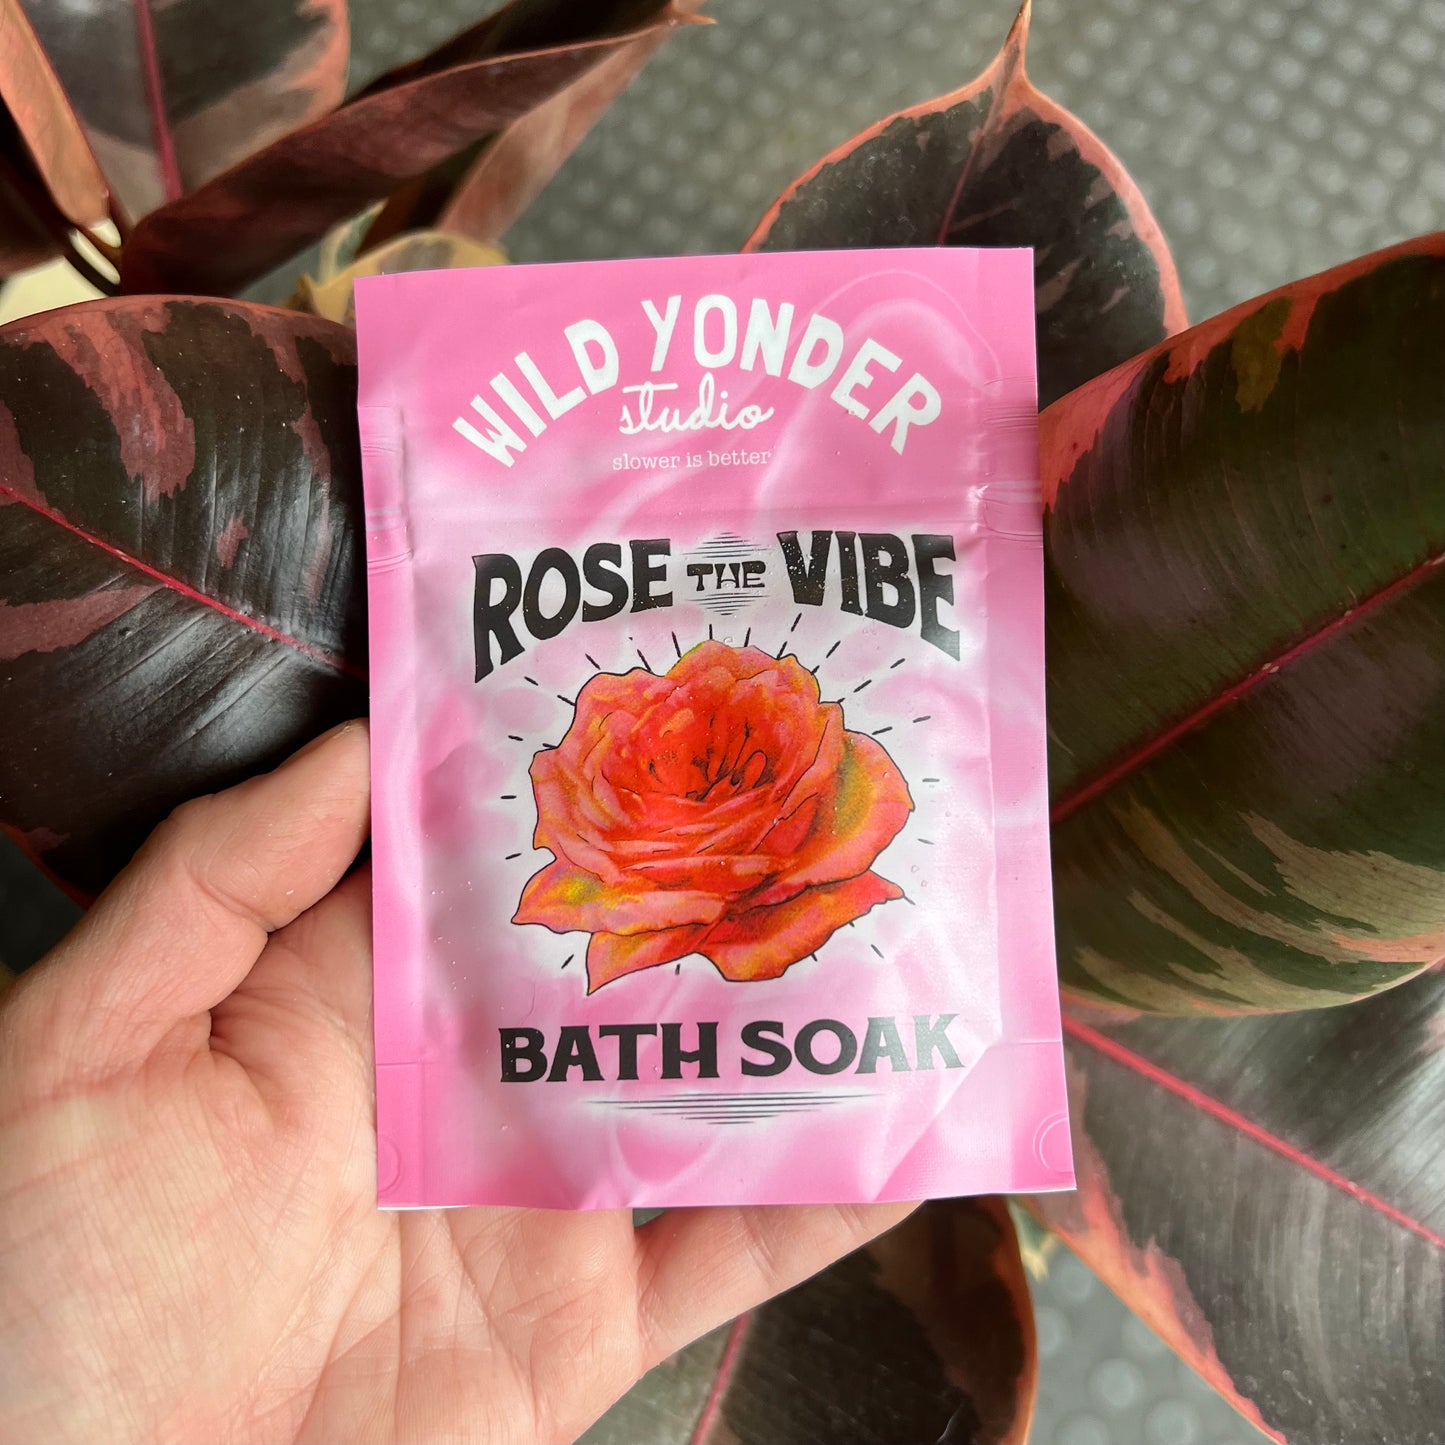 WILD YONDER
studio
slower is better
ROSE THE VIBE
BATH SOAK